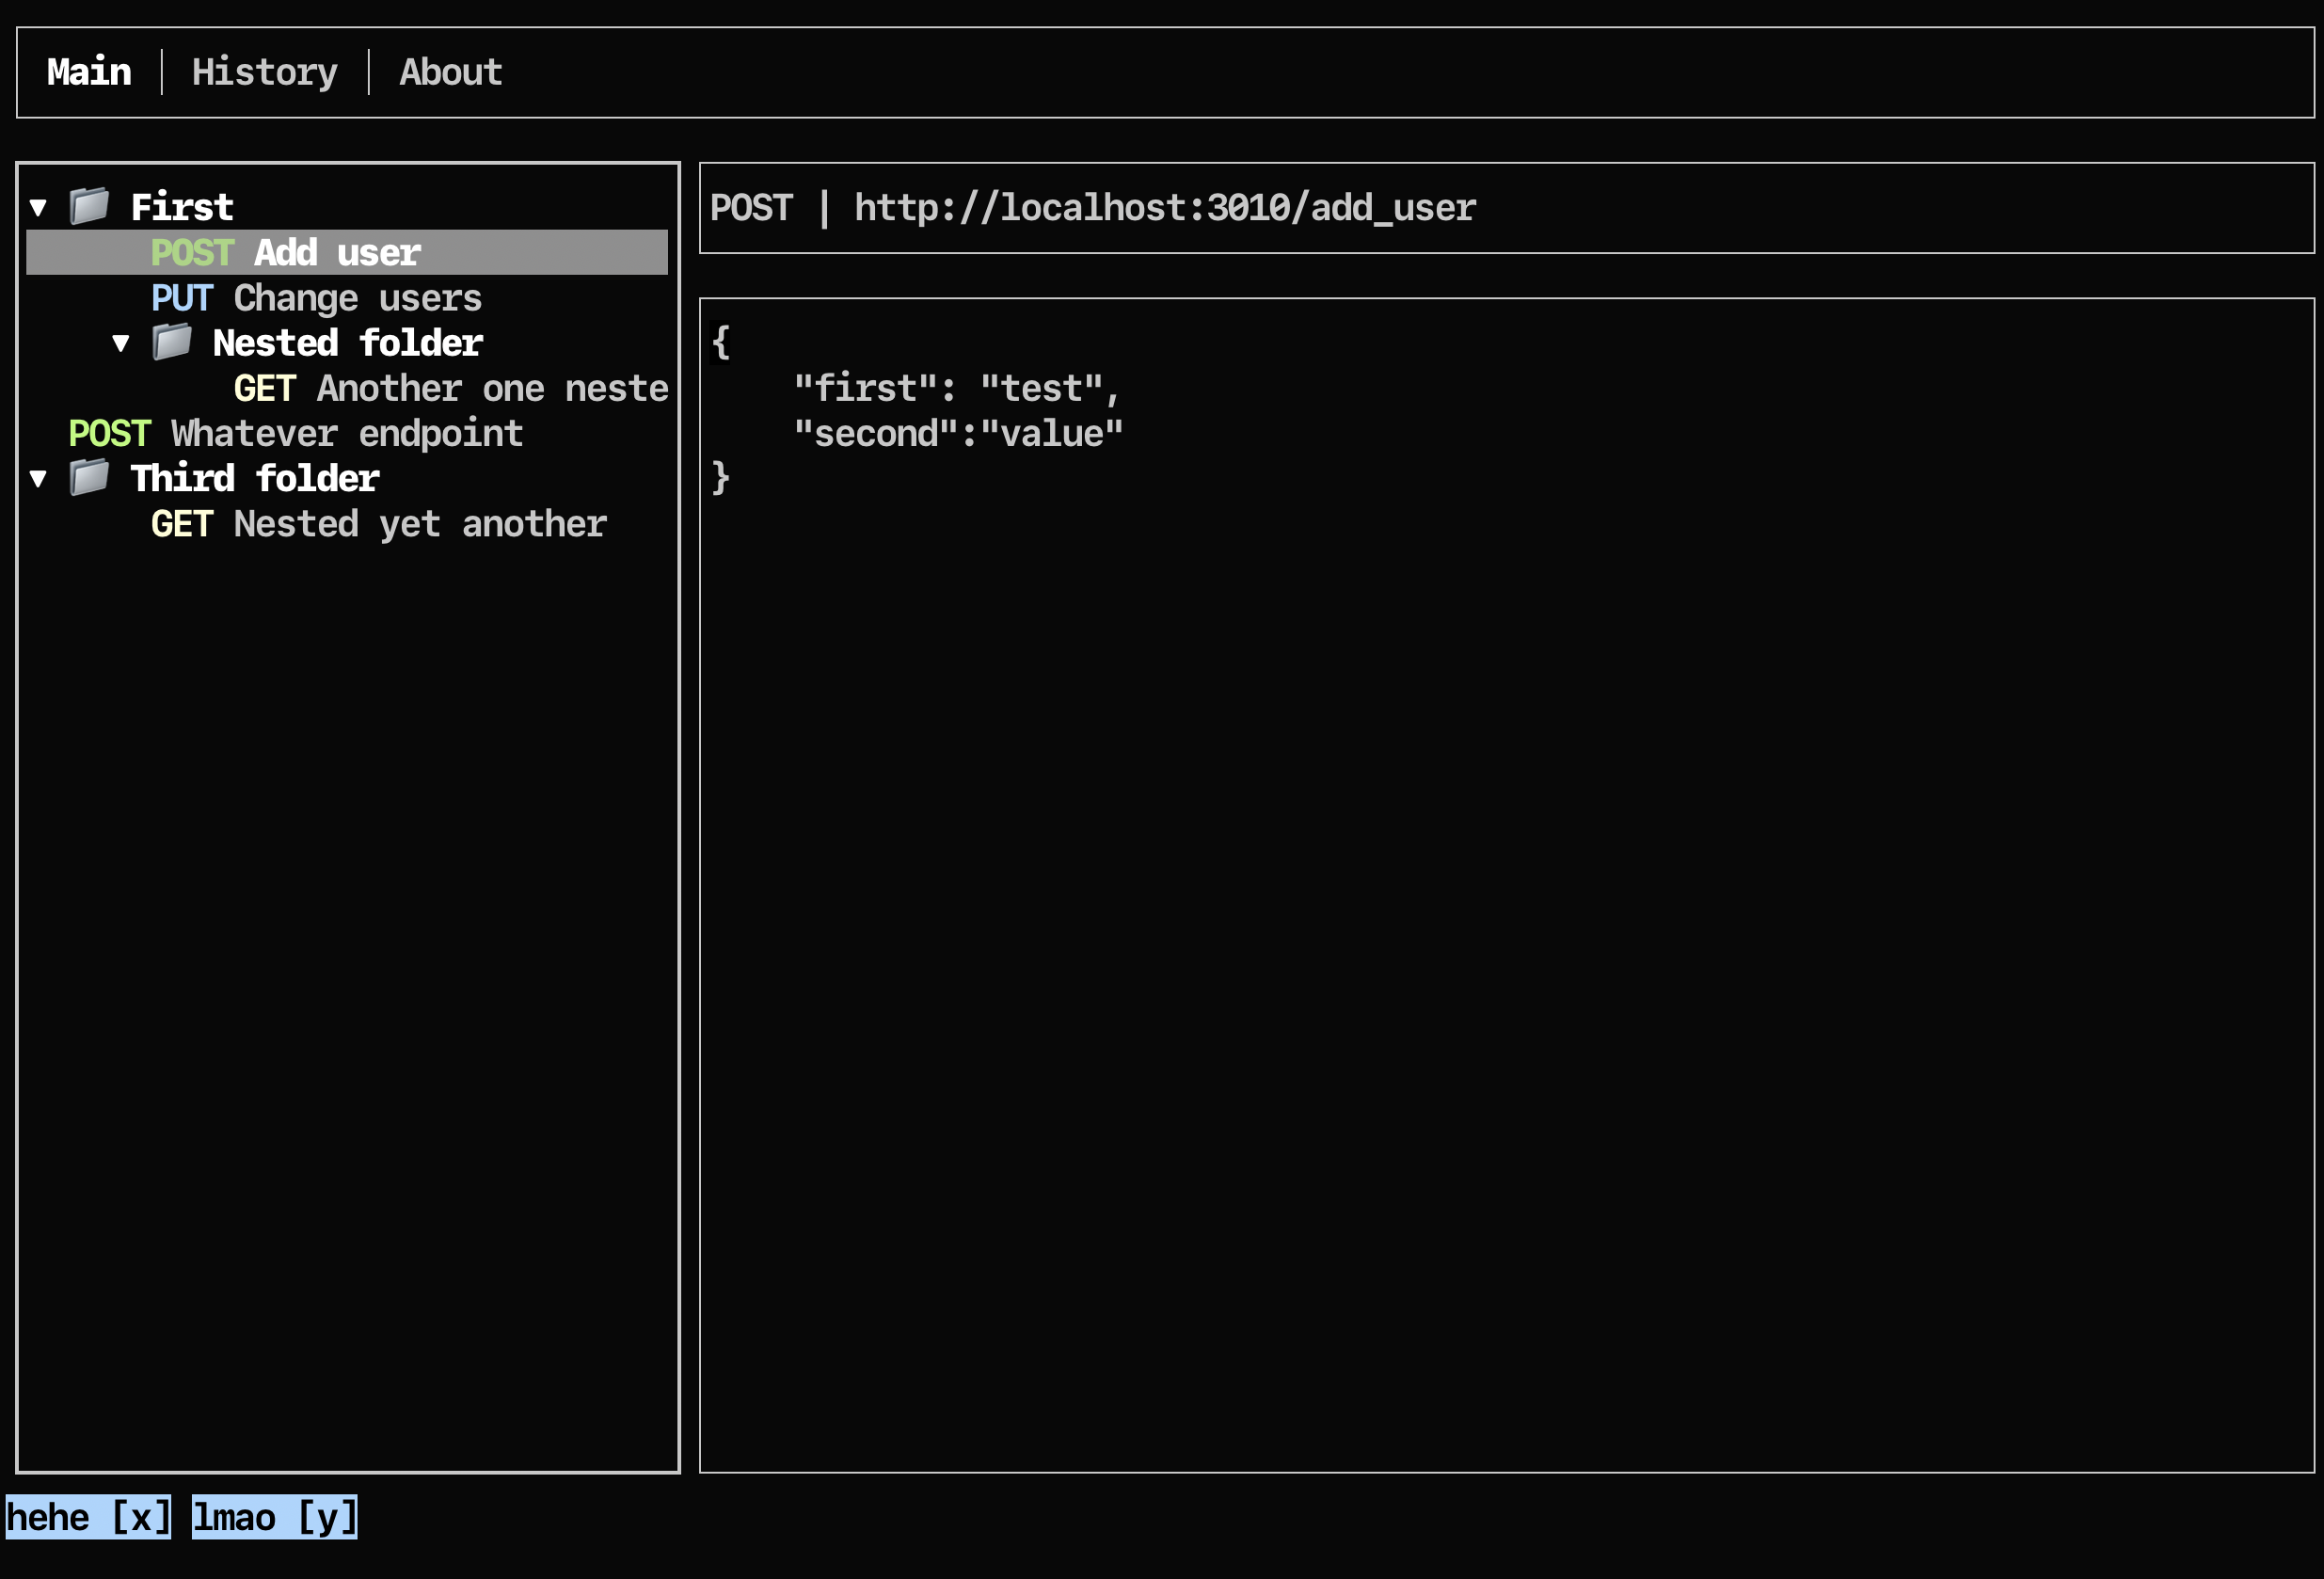 Main │ History │ About
▼ 📁 First
POST Add user
PUT Change users
▼ 📁 Nested folder
GET Another one neste
POST Whatever endpoint
▼ 📁 Third folder
GET Nested yet another
POST | http://localhost:3010/add_user
{
    "first": "test",
    "second":"value"
}
hehe [x] lmao [y]